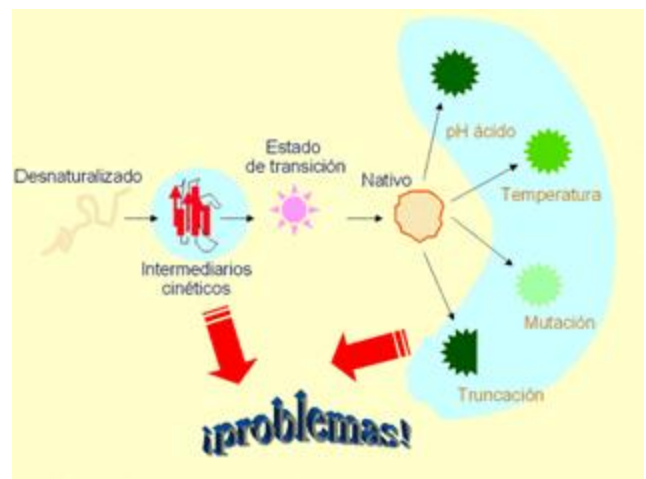 Desnaturalizado
Intermediarios
cinéticos
Estado
de transición
Nativo
pH ácido
Temperatura
Mutación
Truncación
¡problemas!